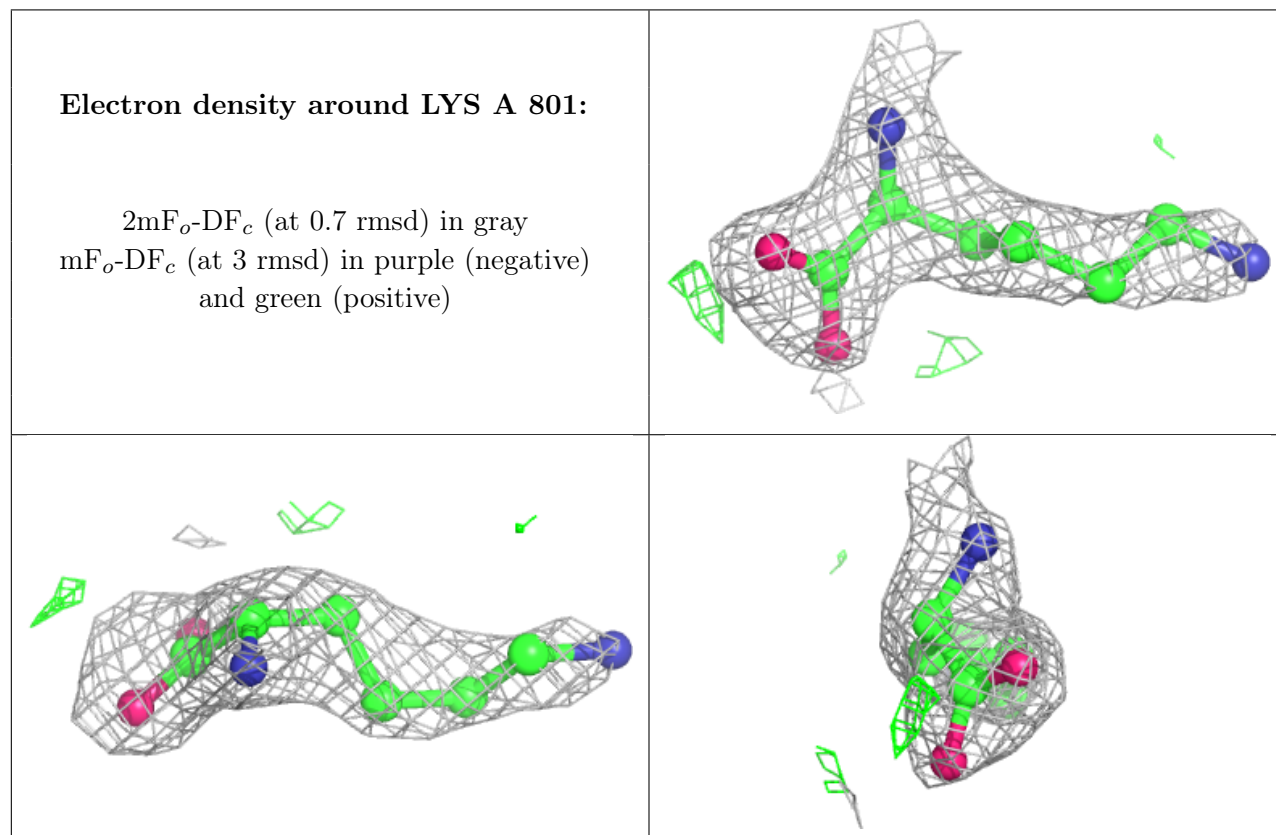 Electron density around LYS A 801:
2mFo-DFc (at 0.7 rmsd) in gray
mFo-DFc (at 3 rmsd) in purple (negative)
and green (positive)